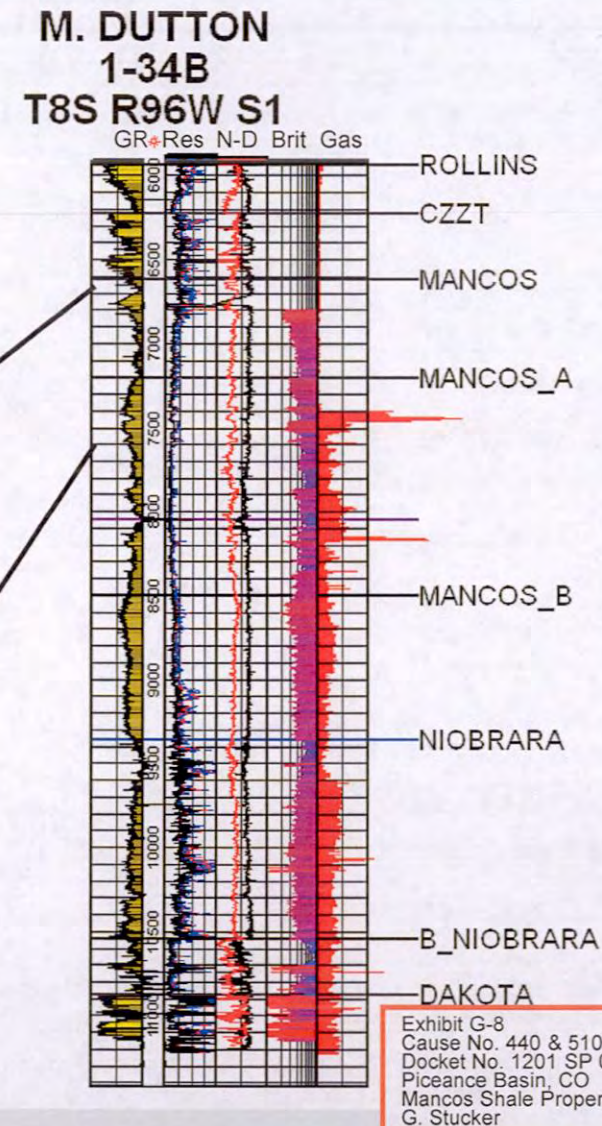 M. DUTTON
1-34B
T8S R96W S1
GR Res N-D Brit Gas
6000
ROLLINS
CZZT
6500
MANCOS
7000
MANCOS_A
7500
8000
8500
MANCOS_B
9000
NIOBRARA
9500
10000
10500
B_NIOBRARA
DAKOTA
11000
Exhibit G-8
Cause No. 440 & 510
Docket No. 1201 SP
Piceance Basin, CO
Mancos Shale
G. Stucker